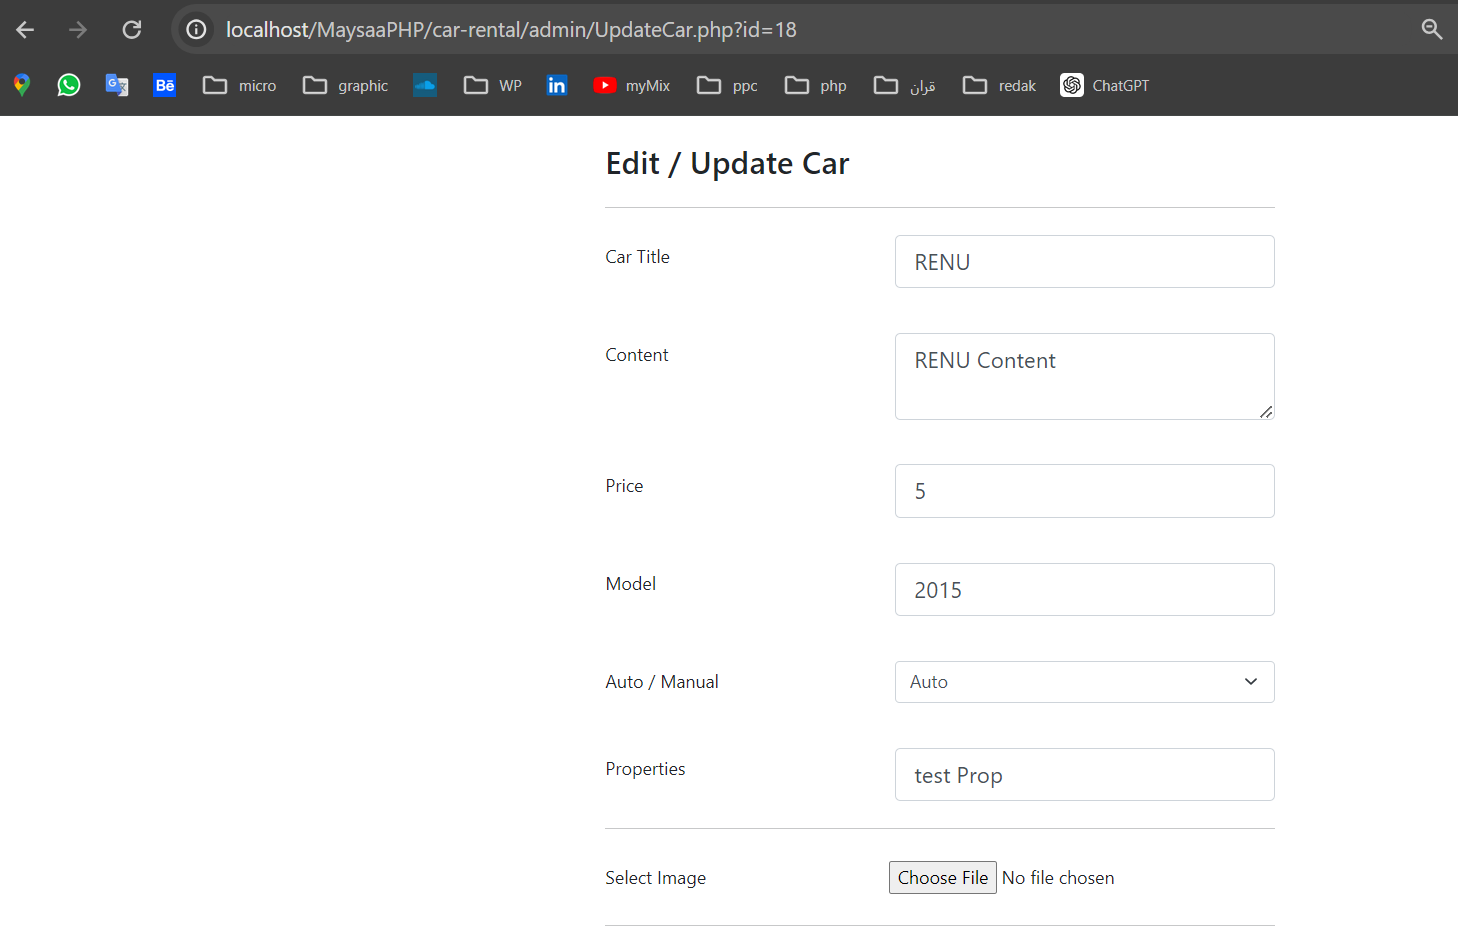 localhost/MaysaaPHP/car-rental/admin/UpdateCar.php?id=18
Bē in micro graphic WP myMix ppc php قران redak ChatGPT
Edit / Update Car
Car Title RENU
Content RENU Content
Price 5
Model 2015
Auto / Manual Auto
Properties test Prop
Select Image Choose File No file chosen